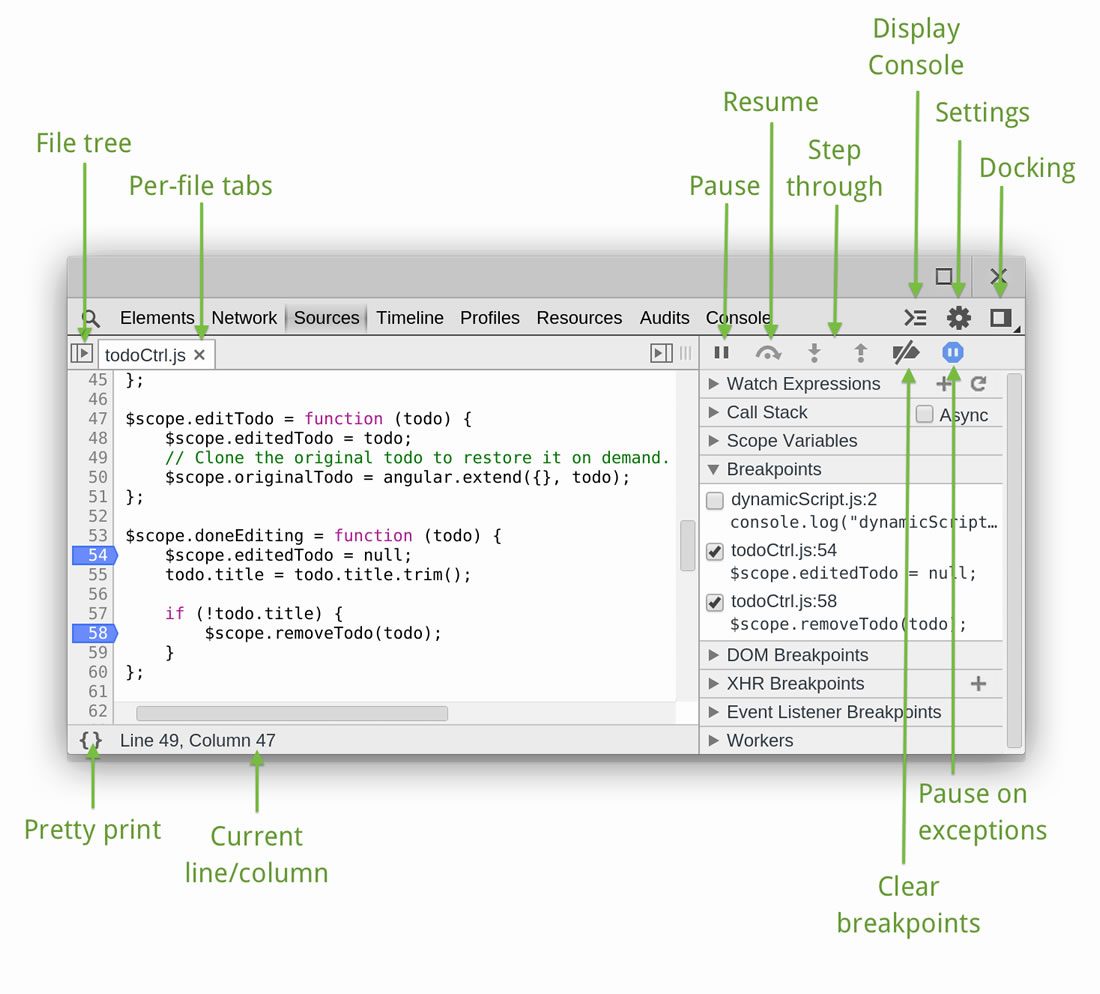 Display
Console
Resume
Settings
File tree
Step
through
Docking
Per-file tabs
Pause
Elements Network Sources Timeline Profiles Resources Audits Console
todoCtrl.js ×
45 };
46
47 $scope.editTodo = function (todo) {
48     $scope.editedTodo = todo;
49     // Clone the original todo to restore it on demand.
50     $scope.originalTodo = angular.extend({}, todo);
51 };
52
53 $scope.doneEditing = function (todo) {
54     $scope.editedTodo = null;
55     todo.title = todo.title.trim();
56
57     if (!todo.title) {
58         $scope.removeTodo(todo);
59     }
60 };
61
62
{} Line 49, Column 47
Watch Expressions
Call Stack Async
Scope Variables
Breakpoints
dynamicScript.js:2
console.log("dynamicScript…
todoCtrl.js:54
$scope.editedTodo = null;
todoCtrl.js:58
$scope.removeTodo(todo);
DOM Breakpoints
XHR Breakpoints
Event Listener Breakpoints
Workers
Pretty print
Current
line/column
Pause on
exceptions
Clear
breakpoints